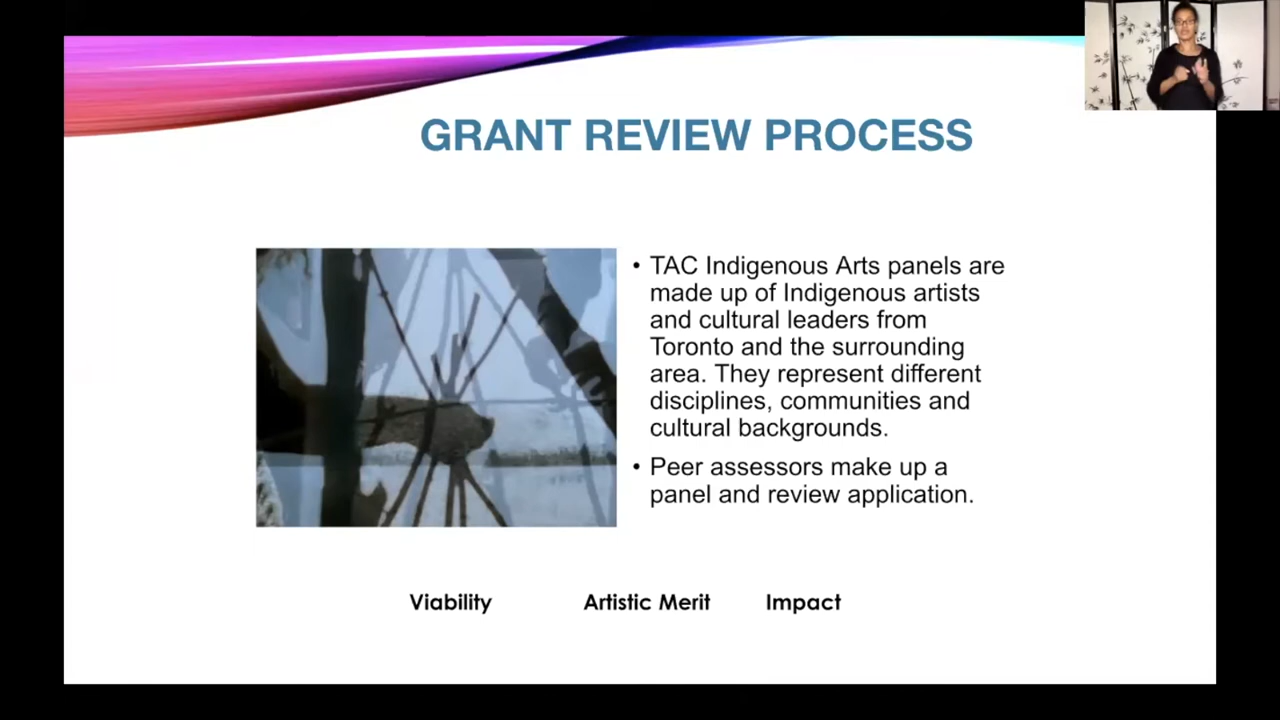 GRANT REVIEW PROCESS
• TAC Indigenous Arts panels are
made up of Indigenous artists
and cultural leaders from
Toronto and the surrounding
area. They represent different
disciplines, communities and
cultural backgrounds.
• Peer assessors make up a
panel and review application.
Viability Artistic Merit Impact